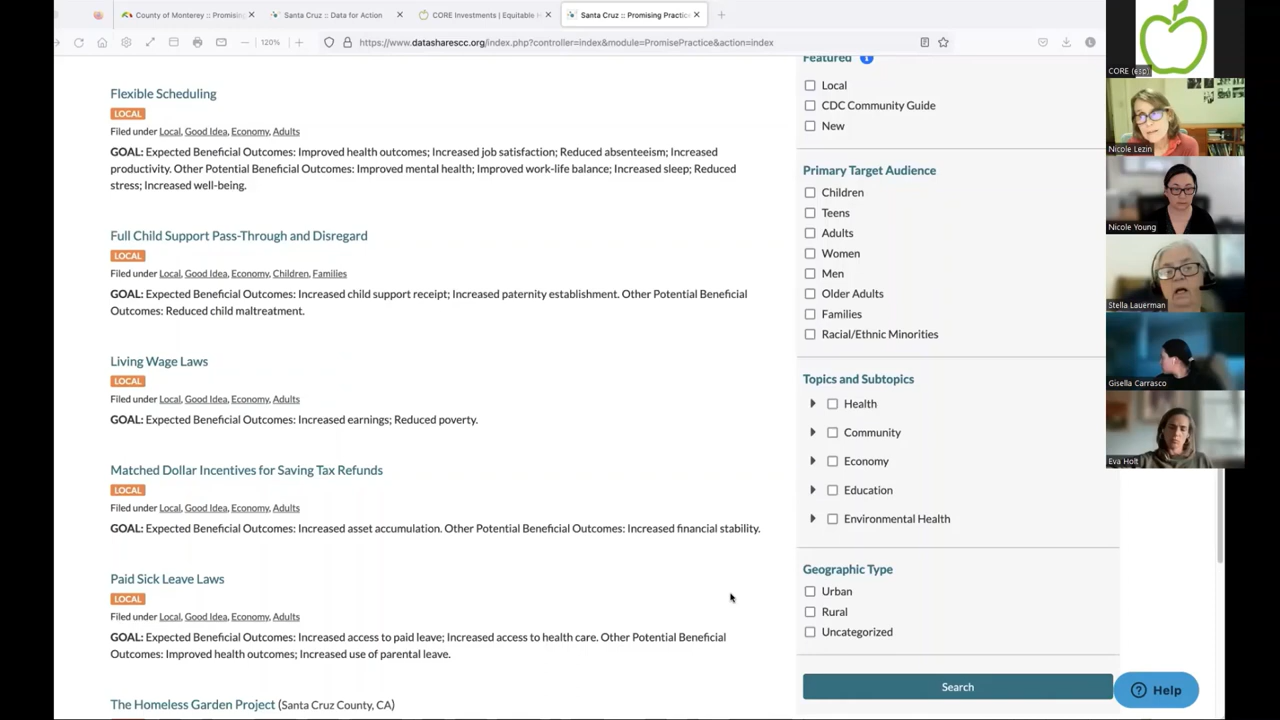 County of Monterey :: Promising
Santa Cruz :: Data for Action
CORE Investments | Equitable H
Santa Cruz :: Promising Practice
120%
https://www.datasharescc.org/index.php?controller=index&module=PromisePractice&action=index
Flexible Scheduling
LOCAL
Filed under Local, Good Idea, Economy, Adults
GOAL: Expected Beneficial Outcomes: Improved health outcomes; Increased job satisfaction; Reduced absenteeism; Increased
productivity. Other Potential Beneficial Outcomes: Improved mental health; Improved work-life balance; Increased sleep; Reduced
stress; Increased well-being.
Full Child Support Pass-Through and Disregard
LOCAL
Filed under Local, Good Idea, Economy, Children, Families
GOAL: Expected Beneficial Outcomes: Increased child support receipt; Increased paternity establishment. Other Potential Beneficial
Outcomes: Reduced child maltreatment.
Living Wage Laws
LOCAL
Filed under Local, Good Idea, Economy, Adults
GOAL: Expected Beneficial Outcomes: Increased earnings; Reduced poverty.
Matched Dollar Incentives for Saving Tax Refunds
LOCAL
Filed under Local, Good Idea, Economy, Adults
GOAL: Expected Beneficial Outcomes: Increased asset accumulation. Other Potential Beneficial Outcomes: Increased financial stability.
Paid Sick Leave Laws
LOCAL
Filed under Local, Good Idea, Economy, Adults
GOAL: Expected Beneficial Outcomes: Increased access to paid leave; Increased access to health care. Other Potential Beneficial
Outcomes: Improved health outcomes; Increased use of parental leave.
The Homeless Garden Project (Santa Cruz County, CA)
Featured
Local
CDC Community Guide
New
Primary Target Audience
Children
Teens
Adults
Women
Men
Older Adults
Families
Racial/Ethnic Minorities
Topics and Subtopics
Health
Community
Economy
Education
Environmental Health
Geographic Type
Urban
Rural
Uncategorized
Search
Help
CORE (esp)
Nicole Lezin
Nicole Young
Stella Lauerman
Gisella Carrasco
Eva Holt